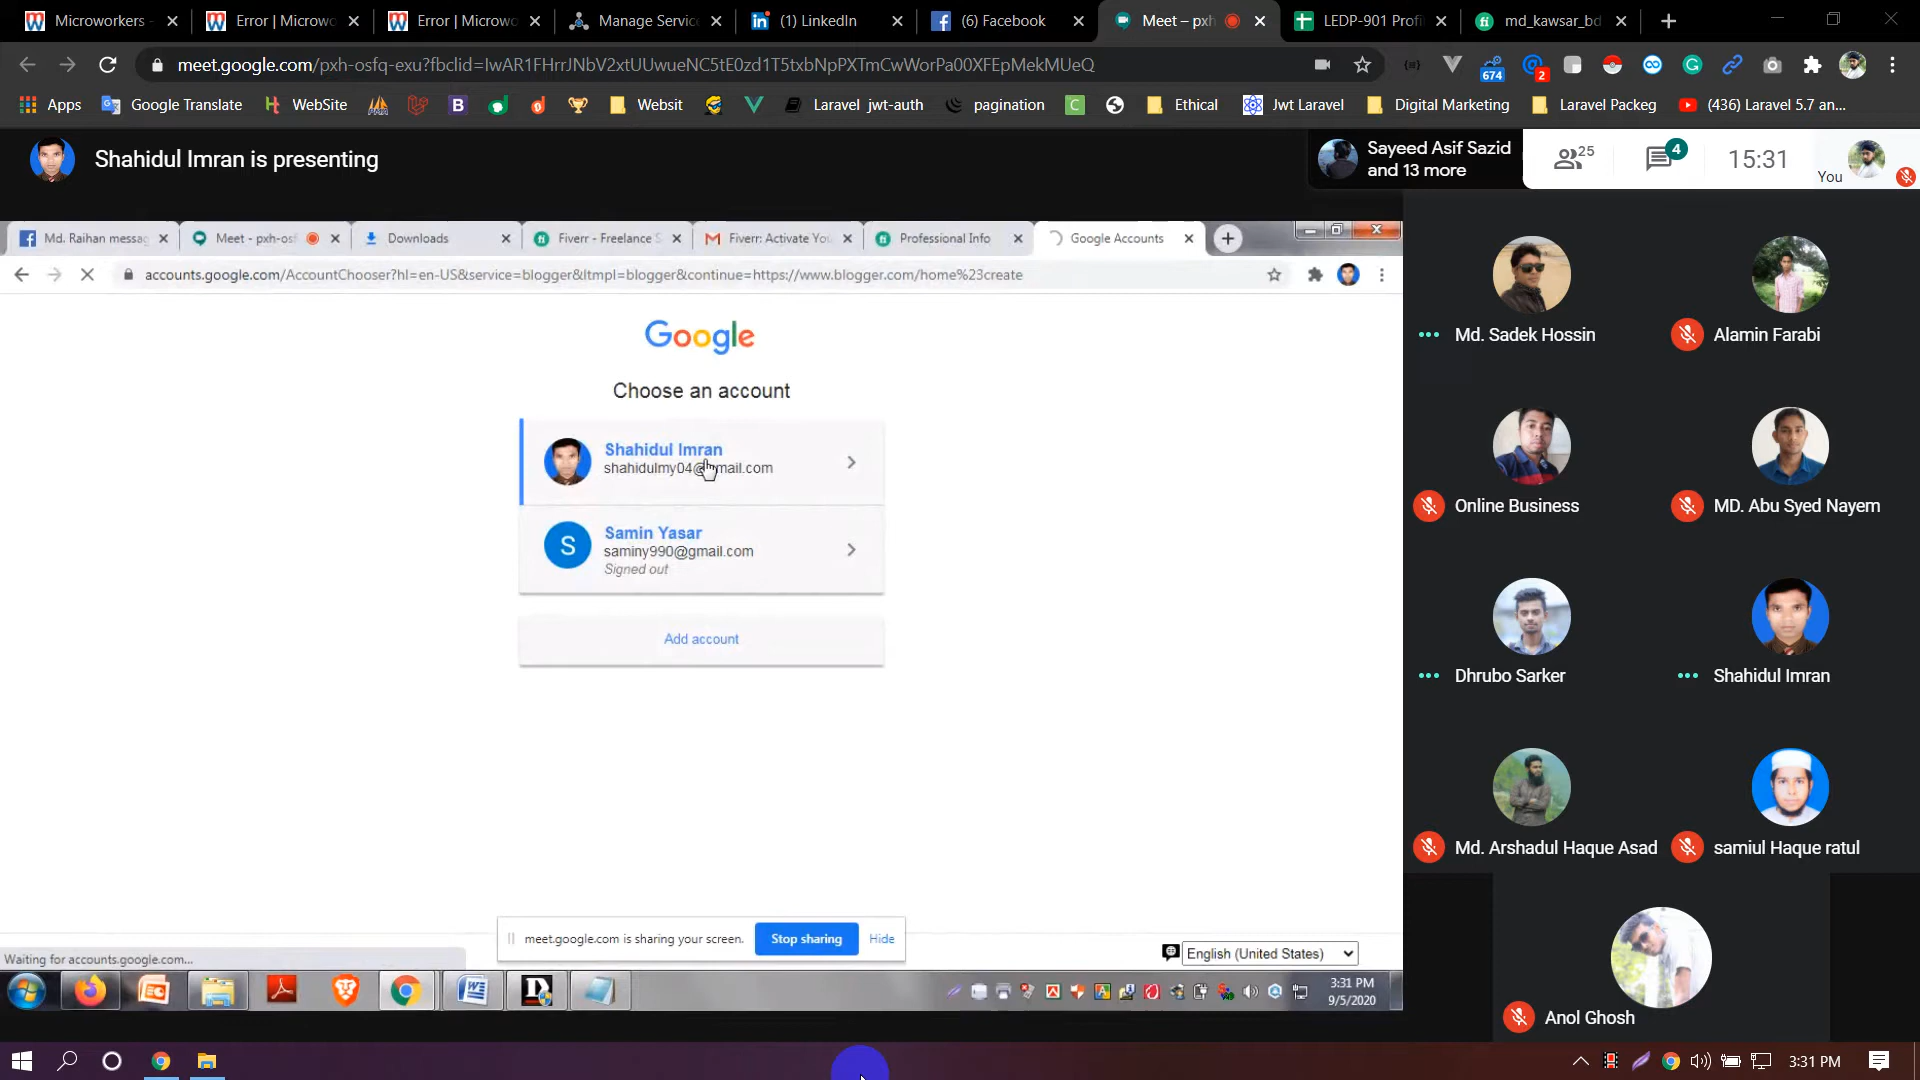 Microworkers -
Error | Microwo
Error | Microwo
Manage Servic
(1) LinkedIn
(6) Facebook
Meet – pxh
LEDP-901 Profi
md_kawsar_bd
meet.google.com/pxh-osfq-exu?fbclid=IwAR1FHrrJNbV2xtUUwueNC5tE0zd1T5txbNpPXTmCwWorPa00XFEpMekMUeQ
674
2
Apps
Google Translate
WebSite
Websit
Laravel jwt-auth
pagination
Ethical
Jwt Laravel
Digital Marketing
Laravel Packeg
(436) Laravel 5.7 an...
Shahidul Imran is presenting
Sayeed Asif Sazid
and 13 more
25
4
15:31
You
Md. Raihan messag
Meet - pxh-osf
Downloads
Fiverr - Freelance S
Fiverr: Activate You
Professional Info
Google Accounts
accounts.google.com/AccountChooser?hl=en-US&service=blogger&ltmpl=blogger&continue=https://www.blogger.com/home%23create
Google
Choose an account
Shahidul Imran
shahidulmy04@gmail.com
S
Samin Yasar
saminy990@gmail.com
Signed out
Add account
Md. Sadek Hossin
Alamin Farabi
Online Business
MD. Abu Syed Nayem
Dhrubo Sarker
Shahidul Imran
Md. Arshadul Haque Asad
samiul Haque ratul
Anol Ghosh
meet.google.com is sharing your screen.
Stop sharing
Hide
Waiting for accounts.google.com...
English (United States)
3:31 PM
9/5/2020
3:31 PM